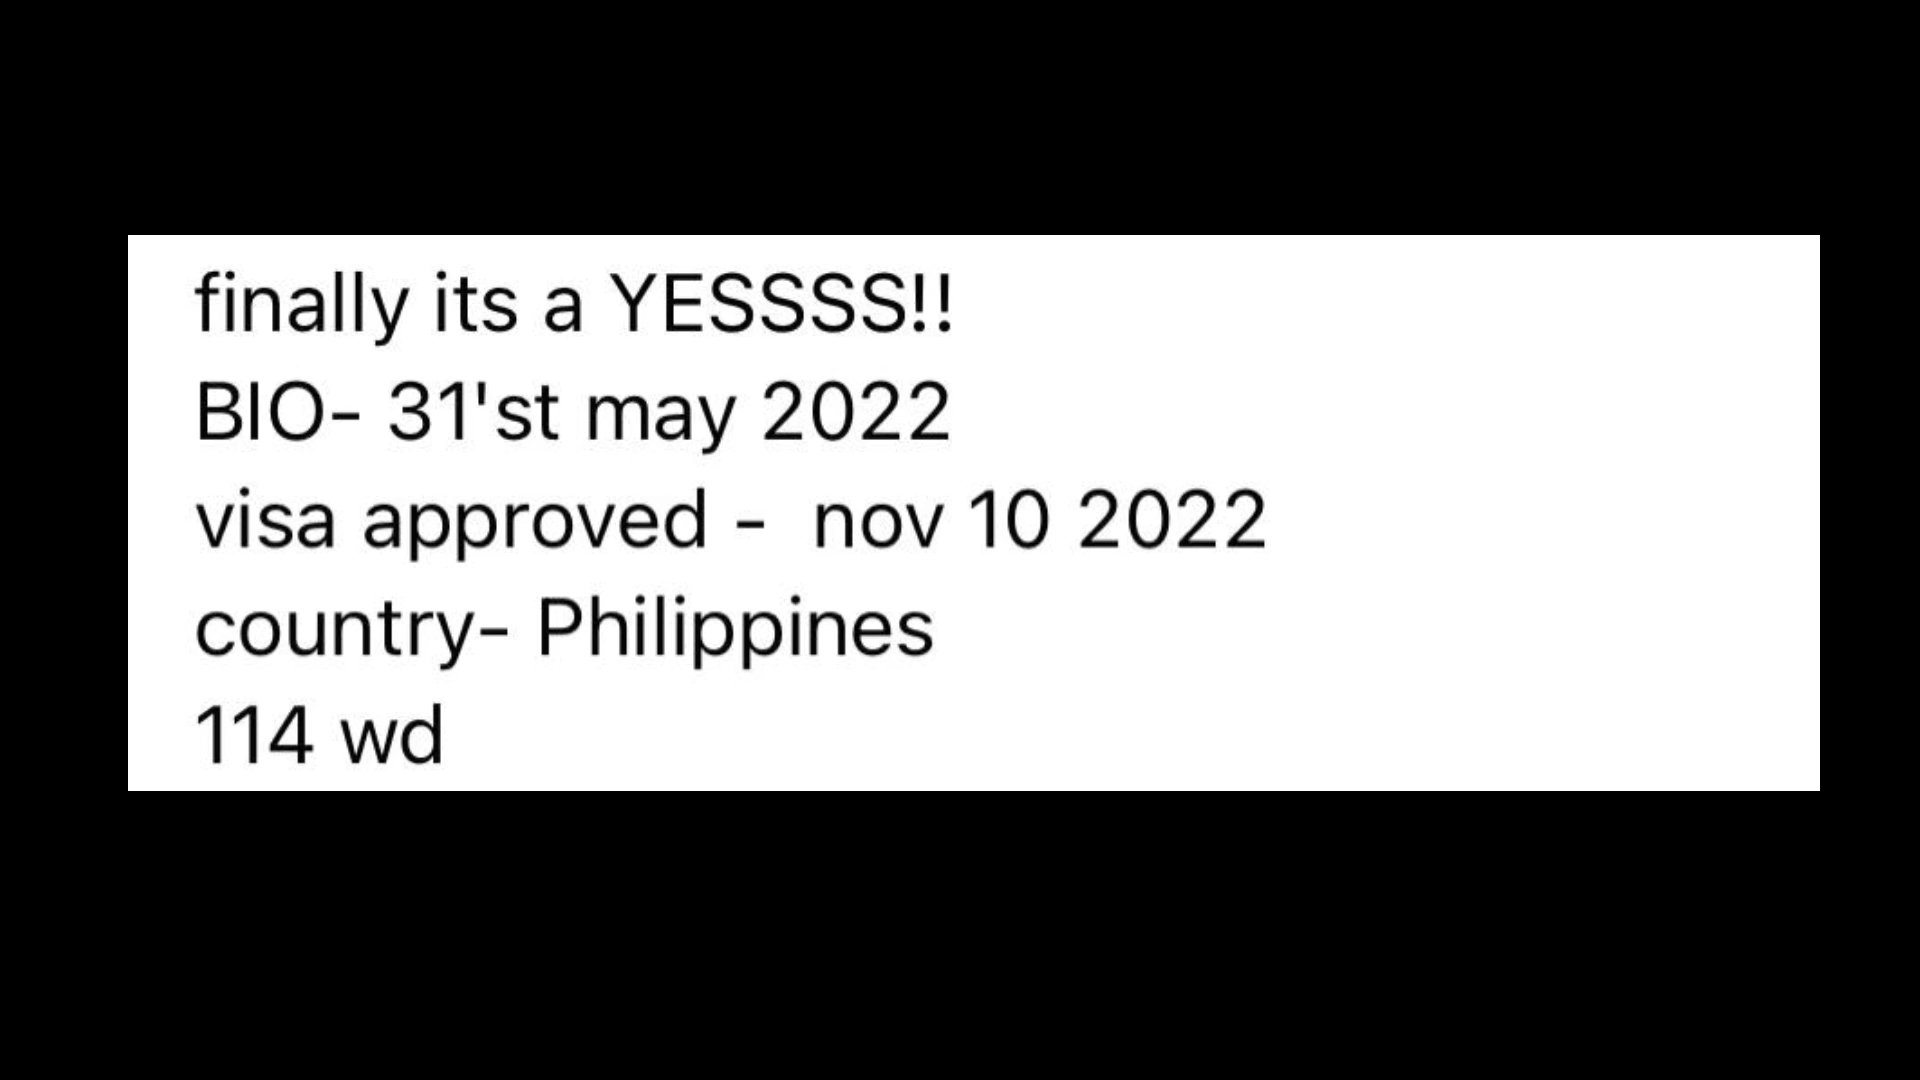 finally its a YESSSS!!
BIO- 31'st may 2022
visa approved -  nov 10 2022
country- Philippines
114 wd